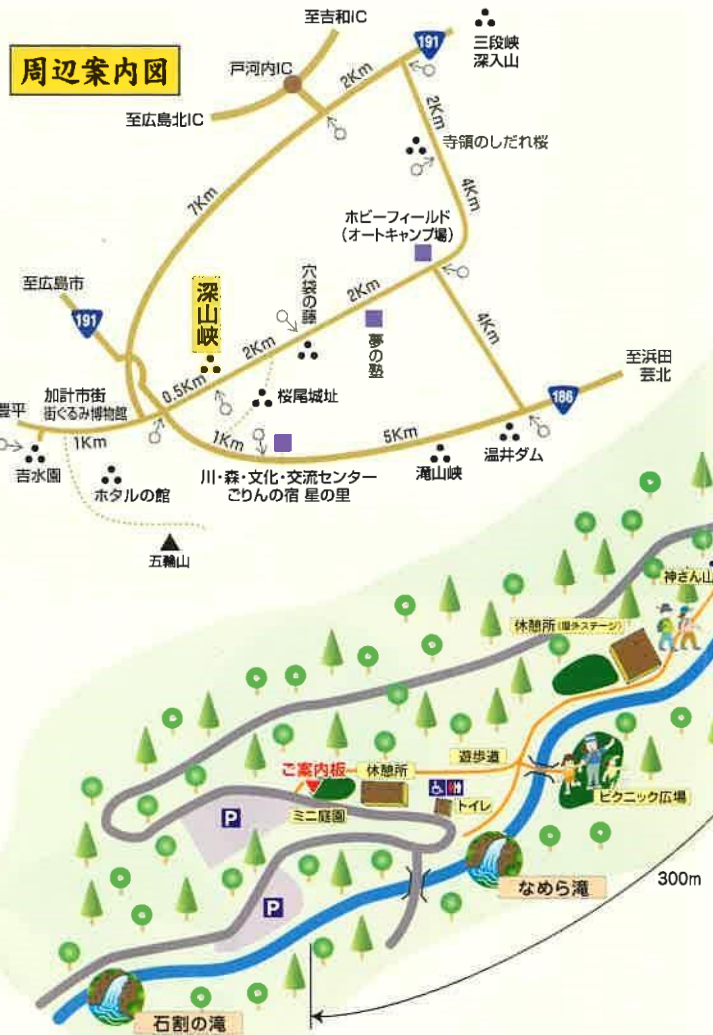 周辺案内図
至吉和IC
戸河内IC
至広島北IC
191
三段峡
深入山
2Km
2Km
寺領のしだれ桜
7Km
4Km
ホビーフィールド
(オートキャンプ場)
至広島市
191
深山峡
穴袋の藤
2Km
夢の塾
4Km
2Km
0.5Km
桜尾城址
至浜田
芸北
186
豊平
加計市街
街ぐるみ博物館
1Km
吉水園
ホタルの館
1Km
5Km
川・森・文化・交流センター
ごりんの宿 星の里
滝山峡
温井ダム
五輪山
神さん山
休憩所(屋外ステージ)
ご案内板
休憩所
遊歩道
トイレ
ピクニック広場
P
ミニ庭園
なめら滝
300m
P
石割の滝